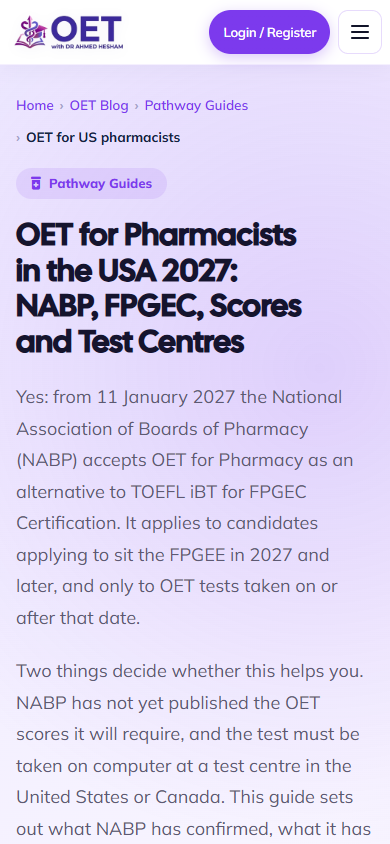 OET
with DR AHMED HESHAM
Login / Register
Home › OET Blog › Pathway Guides
› OET for US pharmacists
Pathway Guides
OET for Pharmacists
in the USA 2027:
NABP, FPGEC, Scores
and Test Centres
Yes: from 11 January 2027 the National
Association of Boards of Pharmacy
(NABP) accepts OET for Pharmacy as an
alternative to TOEFL iBT for FPGEC
Certification. It applies to candidates
applying to sit the FPGEE in 2027 and
later, and only to OET tests taken on or
after that date.
Two things decide whether this helps you.
NABP has not yet published the OET
scores it will require, and the test must be
taken on computer at a test centre in the
United States or Canada. This guide sets
out what NABP has confirmed, what it has